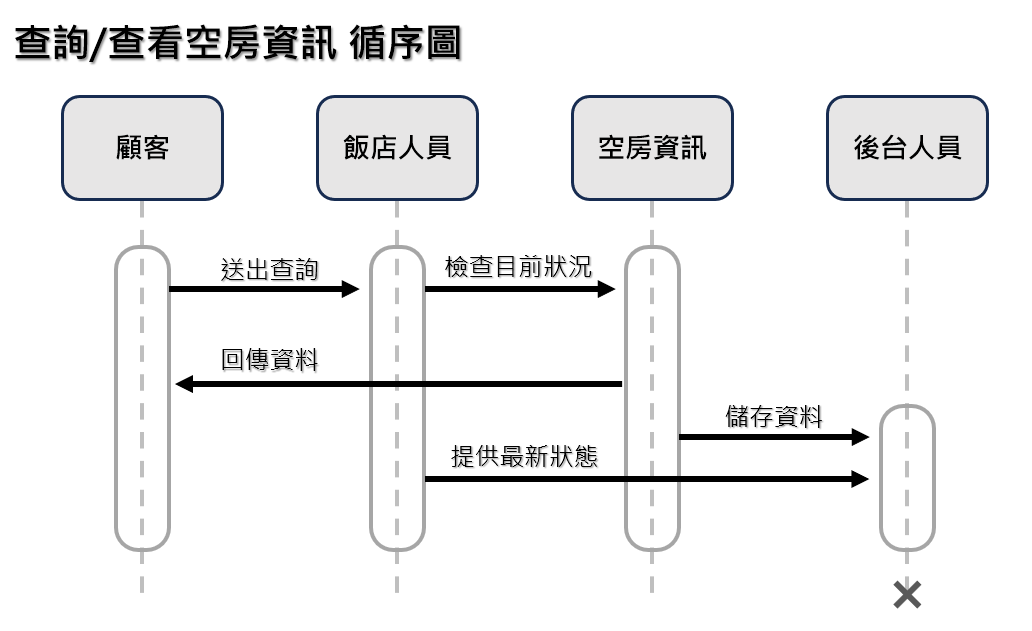 查詢/查看空房資訊 循序圖
顧客
飯店人員
空房資訊
後台人員
送出查詢
檢查目前狀況
回傳資料
儲存資料
提供最新狀態